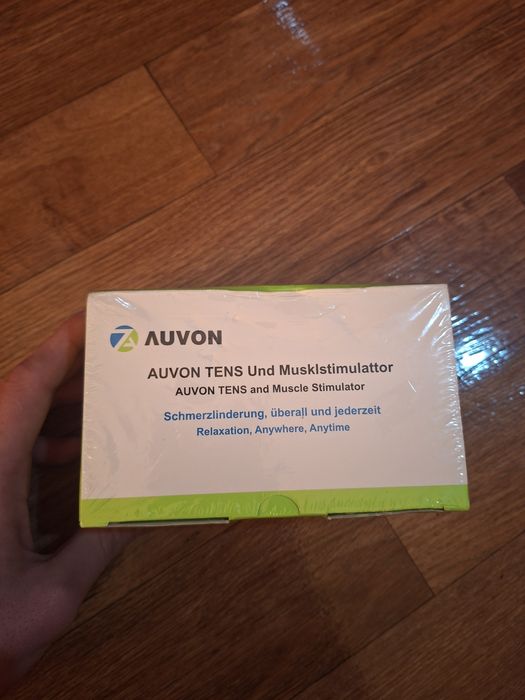 AUVON
AUVON TENS Und Musklstimulattor
AUVON TENS and Muscle Stimulator
Schmerzlinderung, überall und jederzeit
Relaxation, Anywhere, Anytime